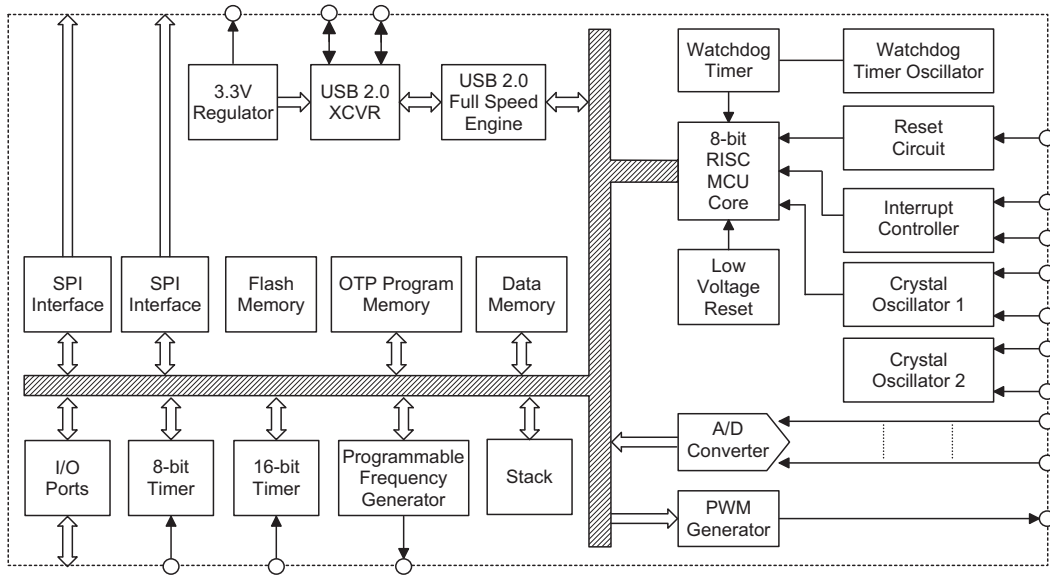 3.3V
Regulator
USB 2.0
XCVR
USB 2.0
Full Speed
Engine
Watchdog
Timer
Watchdog
Timer Oscillator
8-bit
RISC
MCU
Core
Reset
Circuit
Interrupt
Controller
SPI
Interface
SPI
Interface
Flash
Memory
OTP Program
Memory
Data
Memory
Low
Voltage
Reset
Crystal
Oscillator 1
Crystal
Oscillator 2
I/O
Ports
8-bit
Timer
16-bit
Timer
Programmable
Frequency
Generator
Stack
A/D
Converter
PWM
Generator